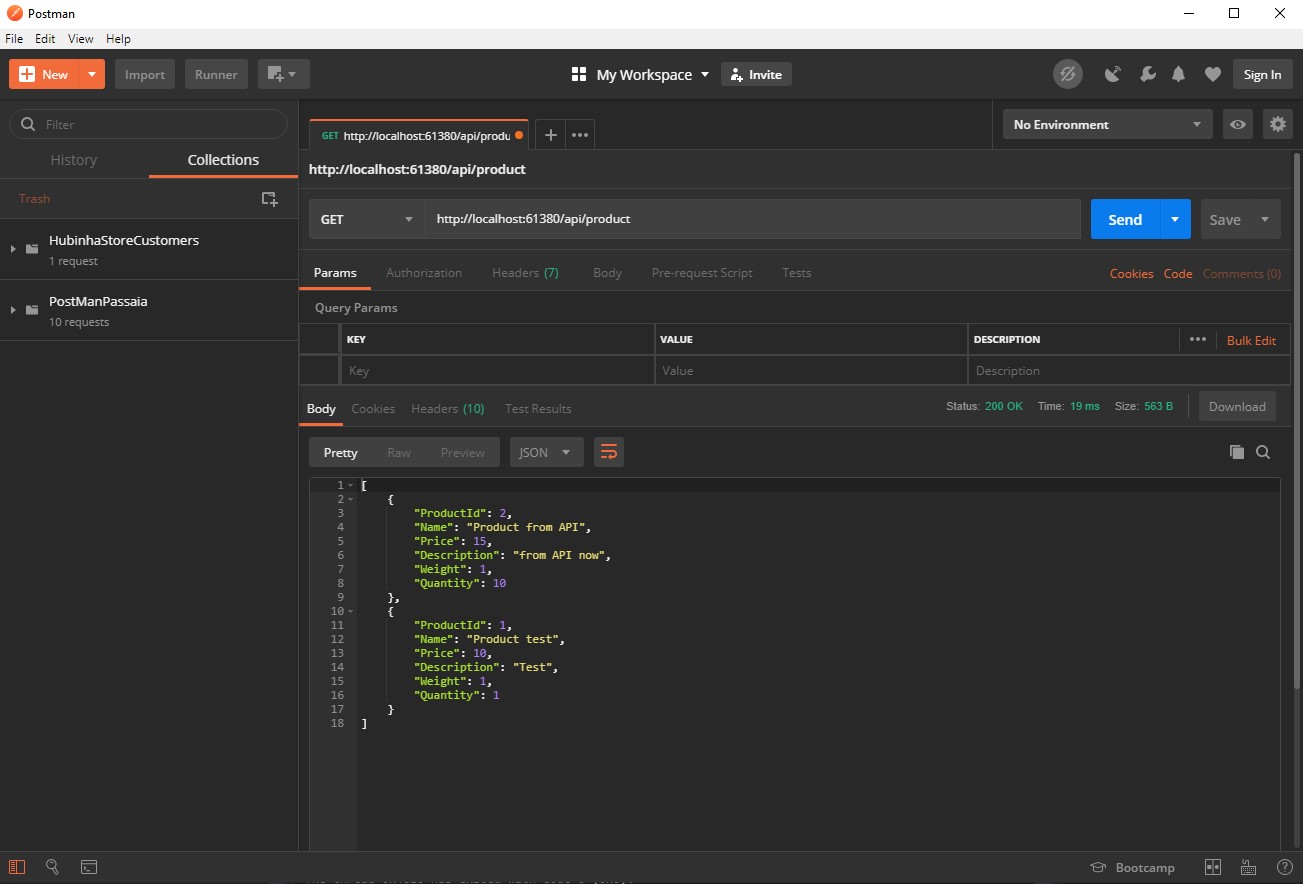 Postman
File Edit View Help
New Import Runner My Workspace Invite Sign In
Filter
History Collections
Trash
HubinhaStoreCustomers
1 request
PostManPassaia
10 requests
GET http://localhost:61380/api/produ
No Environment
http://localhost:61380/api/product
GET http://localhost:61380/api/product Send Save
Params Authorization Headers (7) Body Pre-request Script Tests Cookies Code Comments (0)
Query Params
KEY VALUE DESCRIPTION ••• Bulk Edit
Key Value Description
Body Cookies Headers (10) Test Results Status: 200 OK Time: 19 ms Size: 563 B Download
Pretty Raw Preview JSON
1 [
2 {
3 "ProductId": 2,
4 "Name": "Product from API",
5 "Price": 15,
6 "Description": "from API now",
7 "Weight": 1,
8 "Quantity": 10
9 },
10 {
11 "ProductId": 1,
12 "Name": "Product test",
13 "Price": 10,
14 "Description": "Test",
15 "Weight": 1,
16 "Quantity": 1
17 }
18 ]
Bootcamp